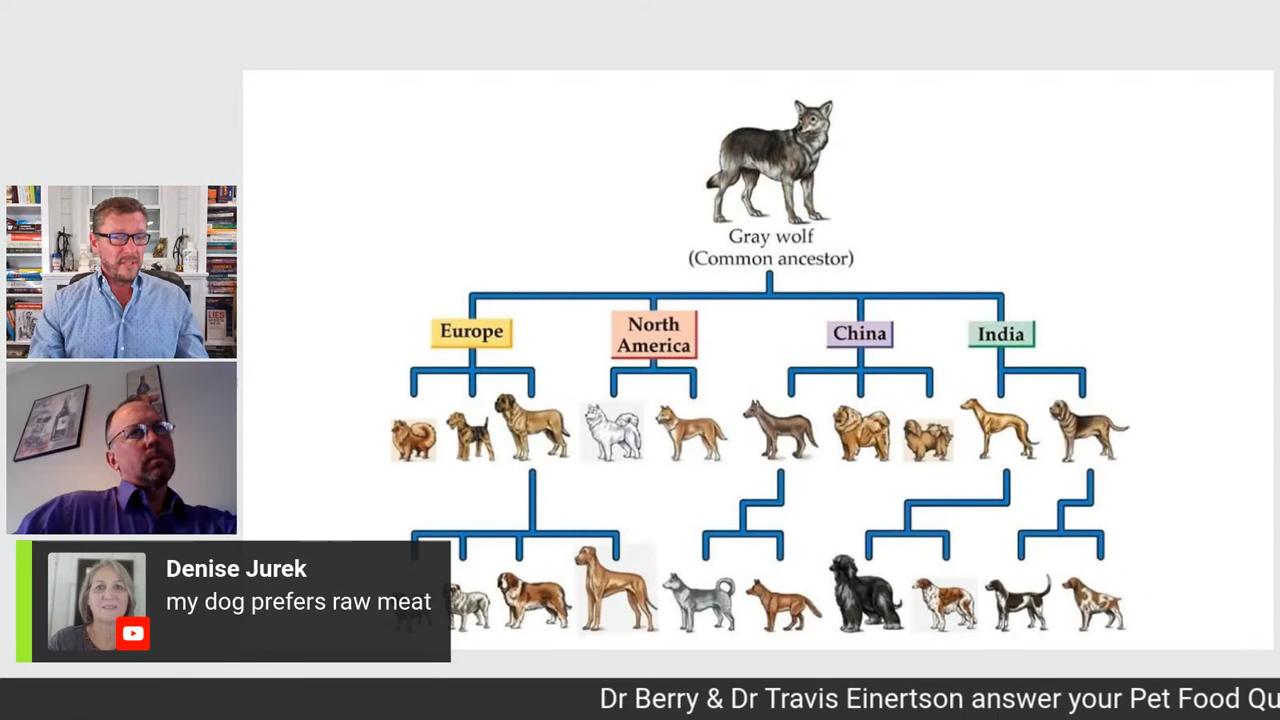 Gray wolf
(Common ancestor)
Europe
North
America
China
India
LIES
Denise Jurek
my dog prefers raw meat
Dr Berry & Dr Travis Einertson answer your Pet Food Qu